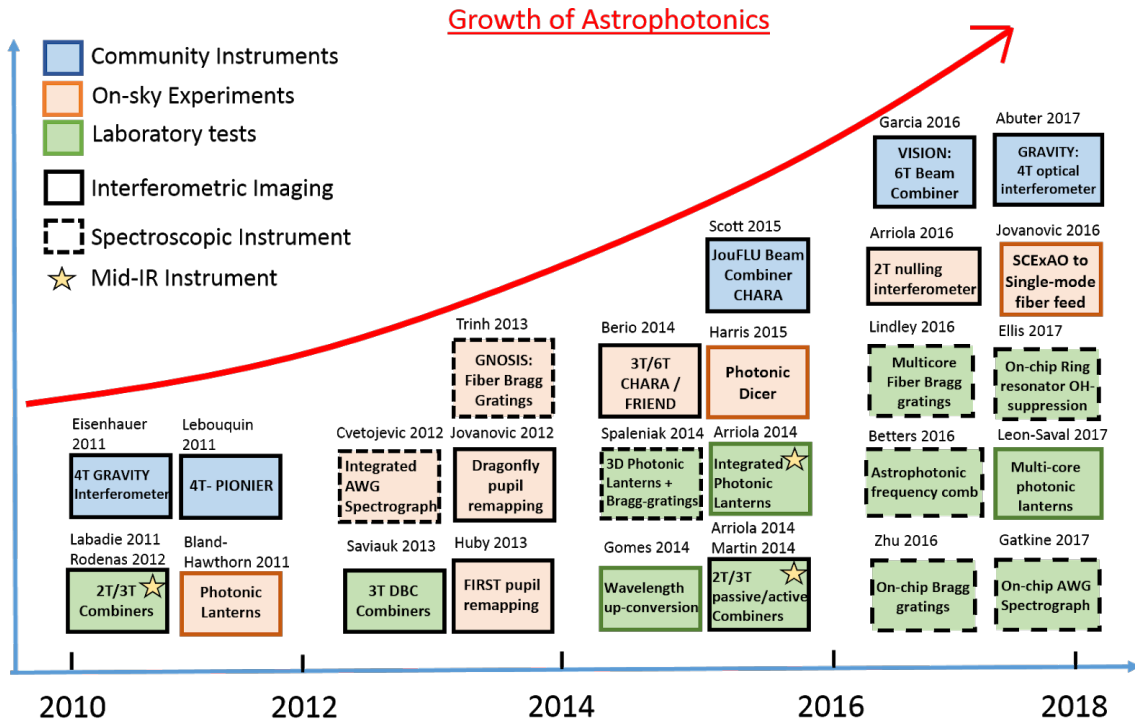 Growth of Astrophotonics
Community Instruments
On-sky Experiments
Laboratory tests
Interferometric Imaging
Spectroscopic Instrument
Mid-IR Instrument
Eisenhauer
2011
4T GRAVITY
Interferometer
Lebouquin
2011
4T- PIONIER
Labadie 2011
Rodenas 2012
2T/3T
Combiners
Bland-
Hawthorn 2011
Photonic
Lanterns
Trinh 2013
GNOSIS:
Fiber Bragg
Gratings
Cvetojevic 2012
Integrated
AWG
Spectrograph
Jovanovic 2012
Dragonfly
pupil
remapping
Saviauk 2013
3T DBC
Combiners
Huby 2013
FIRST pupil
remapping
Scott 2015
JouFLU Beam
Combiner
CHARA
Berio 2014
3T/6T
CHARA /
FRIEND
Harris 2015
Photonic
Dicer
Spaleniak 2014
3D Photonic
Lanterns +
Bragg-gratings
Arriola 2014
Integrated
Photonic
Lanterns
Gomes 2014
Wavelength
up-conversion
Arriola 2014
Martin 2014
2T/3T
passive/active
Combiners
Garcia 2016
VISION:
6T Beam
Combiner
Abuter 2017
GRAVITY:
4T optical
interferometer
Arriola 2016
2T nulling
interferometer
Jovanovic 2016
SCExAO to
Single-mode
fiber feed
Lindley 2016
Multicore
Fiber Bragg
gratings
Ellis 2017
On-chip Ring
resonator OH-
suppression
Betters 2016
Astrophotonic
frequency comb
Leon-Saval 2017
Multi-core
photonic
lanterns
Zhu 2016
On-chip Bragg
gratings
Gatkine 2017
On-chip AWG
Spectrograph
2010
2012
2014
2016
2018